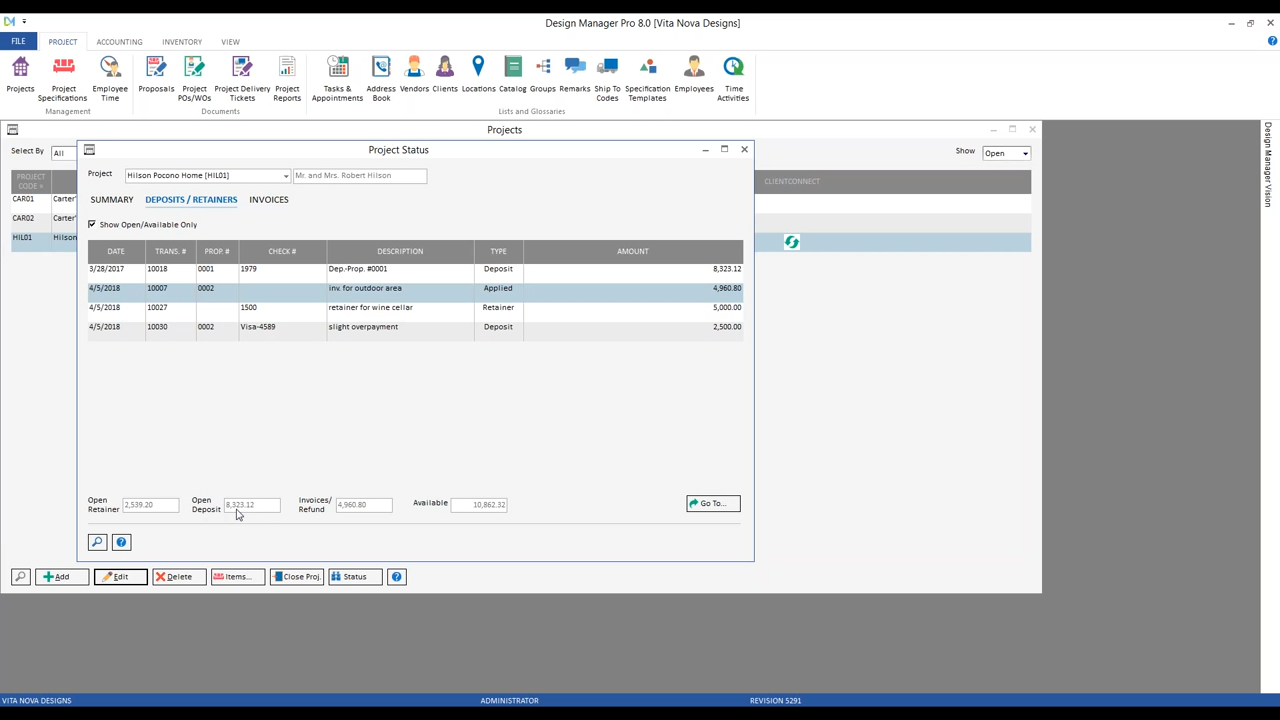 Design Manager Pro 8.0 [Vita Nova Designs]
FILE PROJECT ACCOUNTING INVENTORY VIEW
Projects Project Specifications Employee Time Proposals Project POs/WOs Project Delivery Tickets Project Reports Tasks & Appointments Address Book Vendors Clients Locations Catalog Groups Remarks Ship To Codes Specification Templates Employees Time Activities
Management Documents Lists and Glossaries
Projects
Select By All Show Open
PROJECT CODE CLIENTCONNECT
CAR01 Carter'
CAR02 Carter'
HIL01 Hilson
Project Status
Project Hilson Pocono Home [HIL01] Mr. and Mrs. Robert Hilson
SUMMARY DEPOSITS / RETAINERS INVOICES
Show Open/Available Only
DATE TRANS. # PROP. # CHECK # DESCRIPTION TYPE AMOUNT
3/28/2017 10018 0001 1979 Dep.-Prop. #0001 Deposit 8,323.12
4/5/2018 10007 0002 inv. for outdoor area Applied 4,960.80
4/5/2018 10027 1500 retainer for wine cellar Retainer 5,000.00
4/5/2018 10030 0002 Visa-4589 slight overpayment Deposit 2,500.00
Open Retainer 2,539.20 Open Deposit 8,323.12 Invoices/ Refund 4,960.80 Available 10,862.32 Go To...
Add Edit Delete Items... Close Proj. Status
Design Manager Vision
VITA NOVA DESIGNS ADMINISTRATOR REVISION 5291